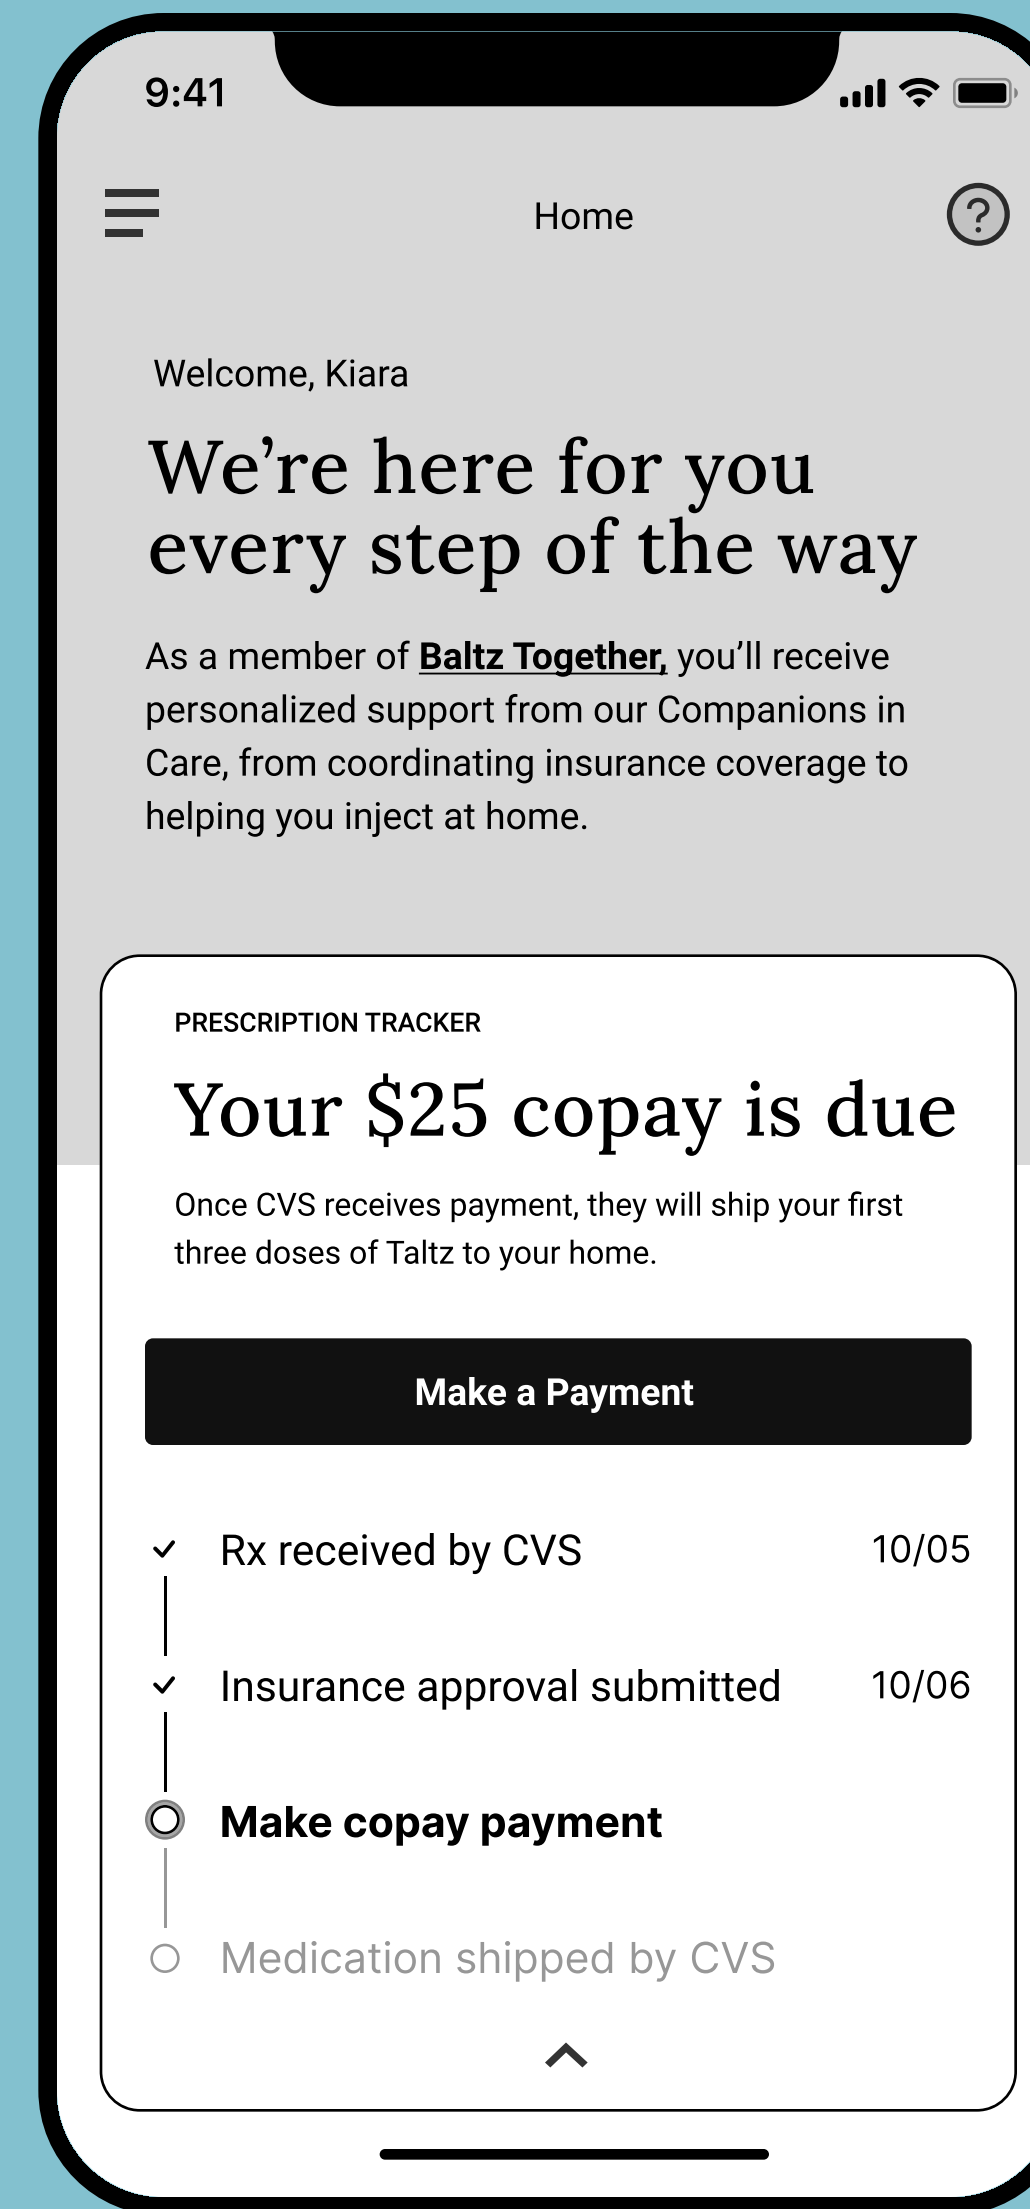 9:41
Home
?
Welcome, Kiara
We’re here for you
every step of the way
As a member of Baltz Together, you’ll receive
personalized support from our Companions in
Care, from coordinating insurance coverage to
helping you inject at home.
PRESCRIPTION TRACKER
Your $25 copay is due
Once CVS receives payment, they will ship your first
three doses of Taltz to your home.
Make a Payment
Rx received by CVS 10/05
Insurance approval submitted 10/06
Make copay payment
Medication shipped by CVS